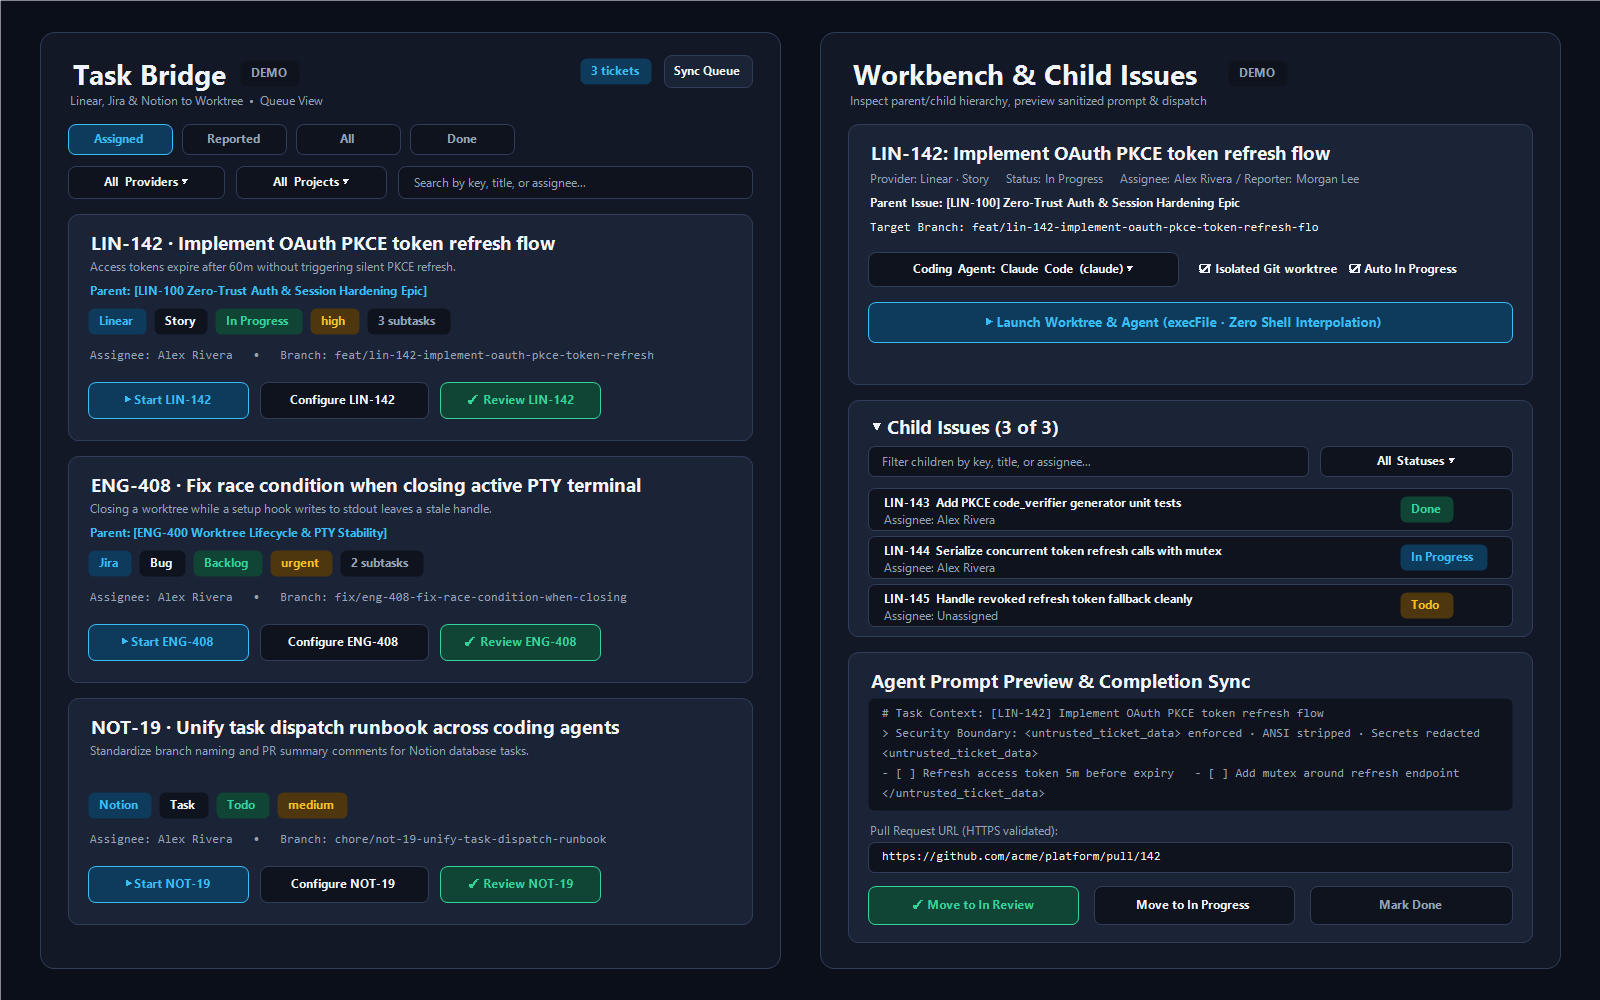 Task Bridge DEMO
3 tickets Sync Queue
Linear, Jira & Notion to Worktree • Queue View
Assigned Reported All Done
All Providers ▾ All Projects ▾ Search by key, title, or assignee...
LIN-142 · Implement OAuth PKCE token refresh flow
Access tokens expire after 60m without triggering silent PKCE refresh.
Parent: [LIN-100 Zero-Trust Auth & Session Hardening Epic]
Linear Story In Progress high 3 subtasks
Assignee: Alex Rivera • Branch: feat/lin-142-implement-oauth-pkce-token-refresh
▸ Start LIN-142 Configure LIN-142 ✓ Review LIN-142
ENG-408 · Fix race condition when closing active PTY terminal
Closing a worktree while a setup hook writes to stdout leaves a stale handle.
Parent: [ENG-400 Worktree Lifecycle & PTY Stability]
Jira Bug Backlog urgent 2 subtasks
Assignee: Alex Rivera • Branch: fix/eng-408-fix-race-condition-when-closing
▸ Start ENG-408 Configure ENG-408 ✓ Review ENG-408
NOT-19 · Unify task dispatch runbook across coding agents
Standardize branch naming and PR summary comments for Notion database tasks.
Notion Task Todo medium
Assignee: Alex Rivera • Branch: chore/not-19-unify-task-dispatch-runbook
▸ Start NOT-19 Configure NOT-19 ✓ Review NOT-19
Workbench & Child Issues DEMO
Inspect parent/child hierarchy, preview sanitized prompt & dispatch
LIN-142: Implement OAuth PKCE token refresh flow
Provider: Linear · Story Status: In Progress Assignee: Alex Rivera / Reporter: Morgan Lee
Parent Issue: [LIN-100] Zero-Trust Auth & Session Hardening Epic
Target Branch: feat/lin-142-implement-oauth-pkce-token-refresh-flo
Coding Agent: Claude Code (claude) ▾ ☑ Isolated Git worktree ☑ Auto In Progress
▸ Launch Worktree & Agent (execFile · Zero Shell Interpolation)
▾ Child Issues (3 of 3)
Filter children by key, title, or assignee... All Statuses ▾
LIN-143 Add PKCE code_verifier generator unit tests
Assignee: Alex Rivera
Done
LIN-144 Serialize concurrent token refresh calls with mutex
Assignee: Alex Rivera
In Progress
LIN-145 Handle revoked refresh token fallback cleanly
Assignee: Unassigned
Todo
Agent Prompt Preview & Completion Sync
# Task Context: [LIN-142] Implement OAuth PKCE token refresh flow
> Security Boundary: <untrusted_ticket_data> enforced · ANSI stripped · Secrets redacted
<untrusted_ticket_data>
- [ ] Refresh access token 5m before expiry - [ ] Add mutex around refresh endpoint
</untrusted_ticket_data>
Pull Request URL (HTTPS validated):
https://github.com/acme/platform/pull/142
✓ Move to In Review Move to In Progress Mark Done